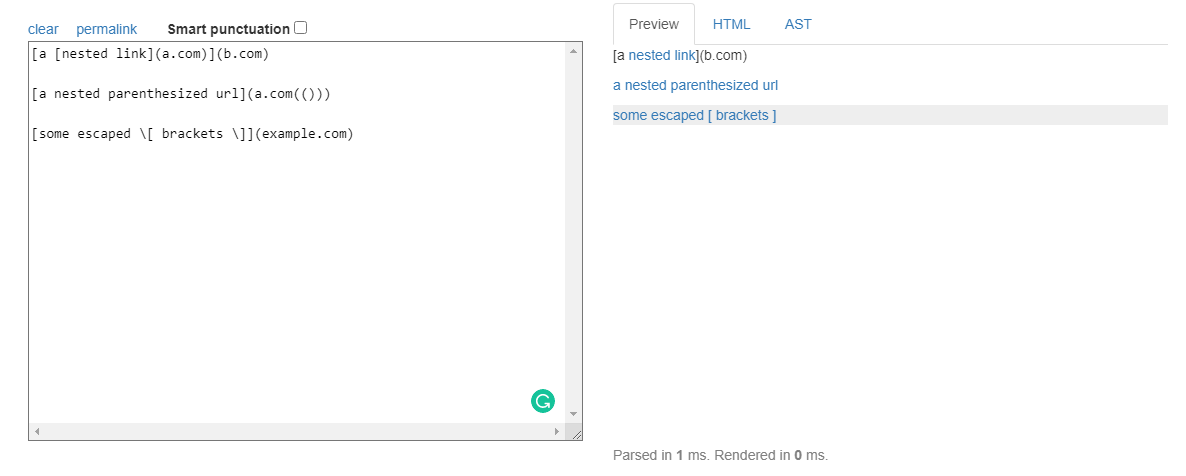 clear permalink Smart punctuation
[a [nested link](a.com)](b.com)
[a nested parenthesized url](a.com(()))
[some escaped \[ brackets \]](example.com)
Preview HTML AST
[a nested link](b.com)
a nested parenthesized url
some escaped [ brackets ]
Parsed in 1 ms. Rendered in 0 ms.